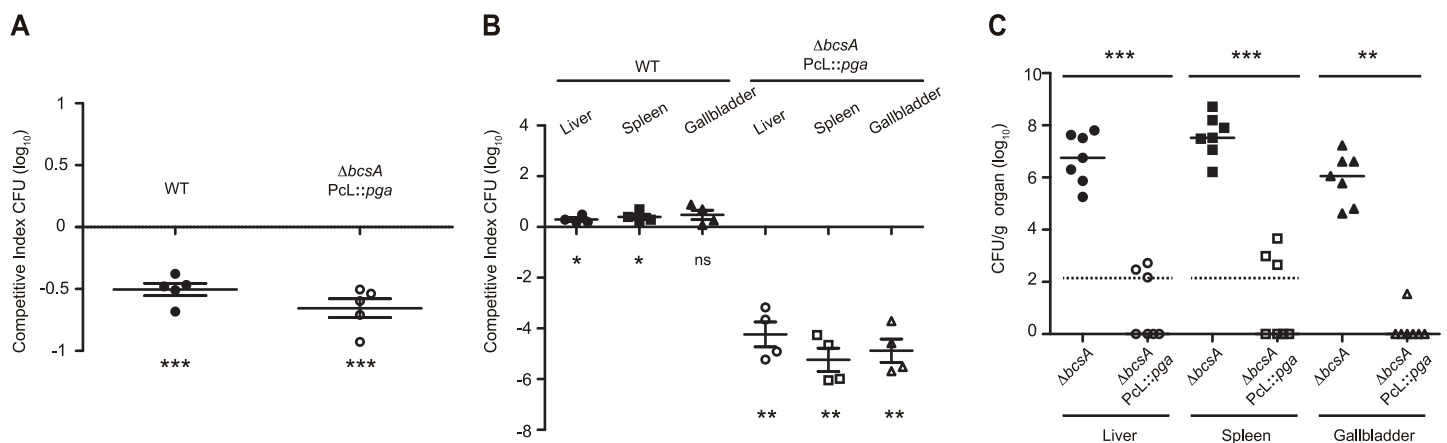 A
Competitive Index CFU (log10)
1
0.5
0
-0.5
-1
WT
ΔbcsA
PcL::pga
***
***
B
WT
ΔbcsA
PcL::pga
Liver
Spleen
Gallbladder
Liver
Spleen
Gallbladder
Competitive Index CFU (log10)
4
2
0
-2
-4
-6
-8
*
*
ns
**
**
**
C
***
***
**
CFU/g organ (log10)
10
8
6
4
2
0
ΔbcsA
ΔbcsA
PcL::pga
ΔbcsA
ΔbcsA
PcL::pga
ΔbcsA
ΔbcsA
PcL::pga
Liver
Spleen
Gallbladder